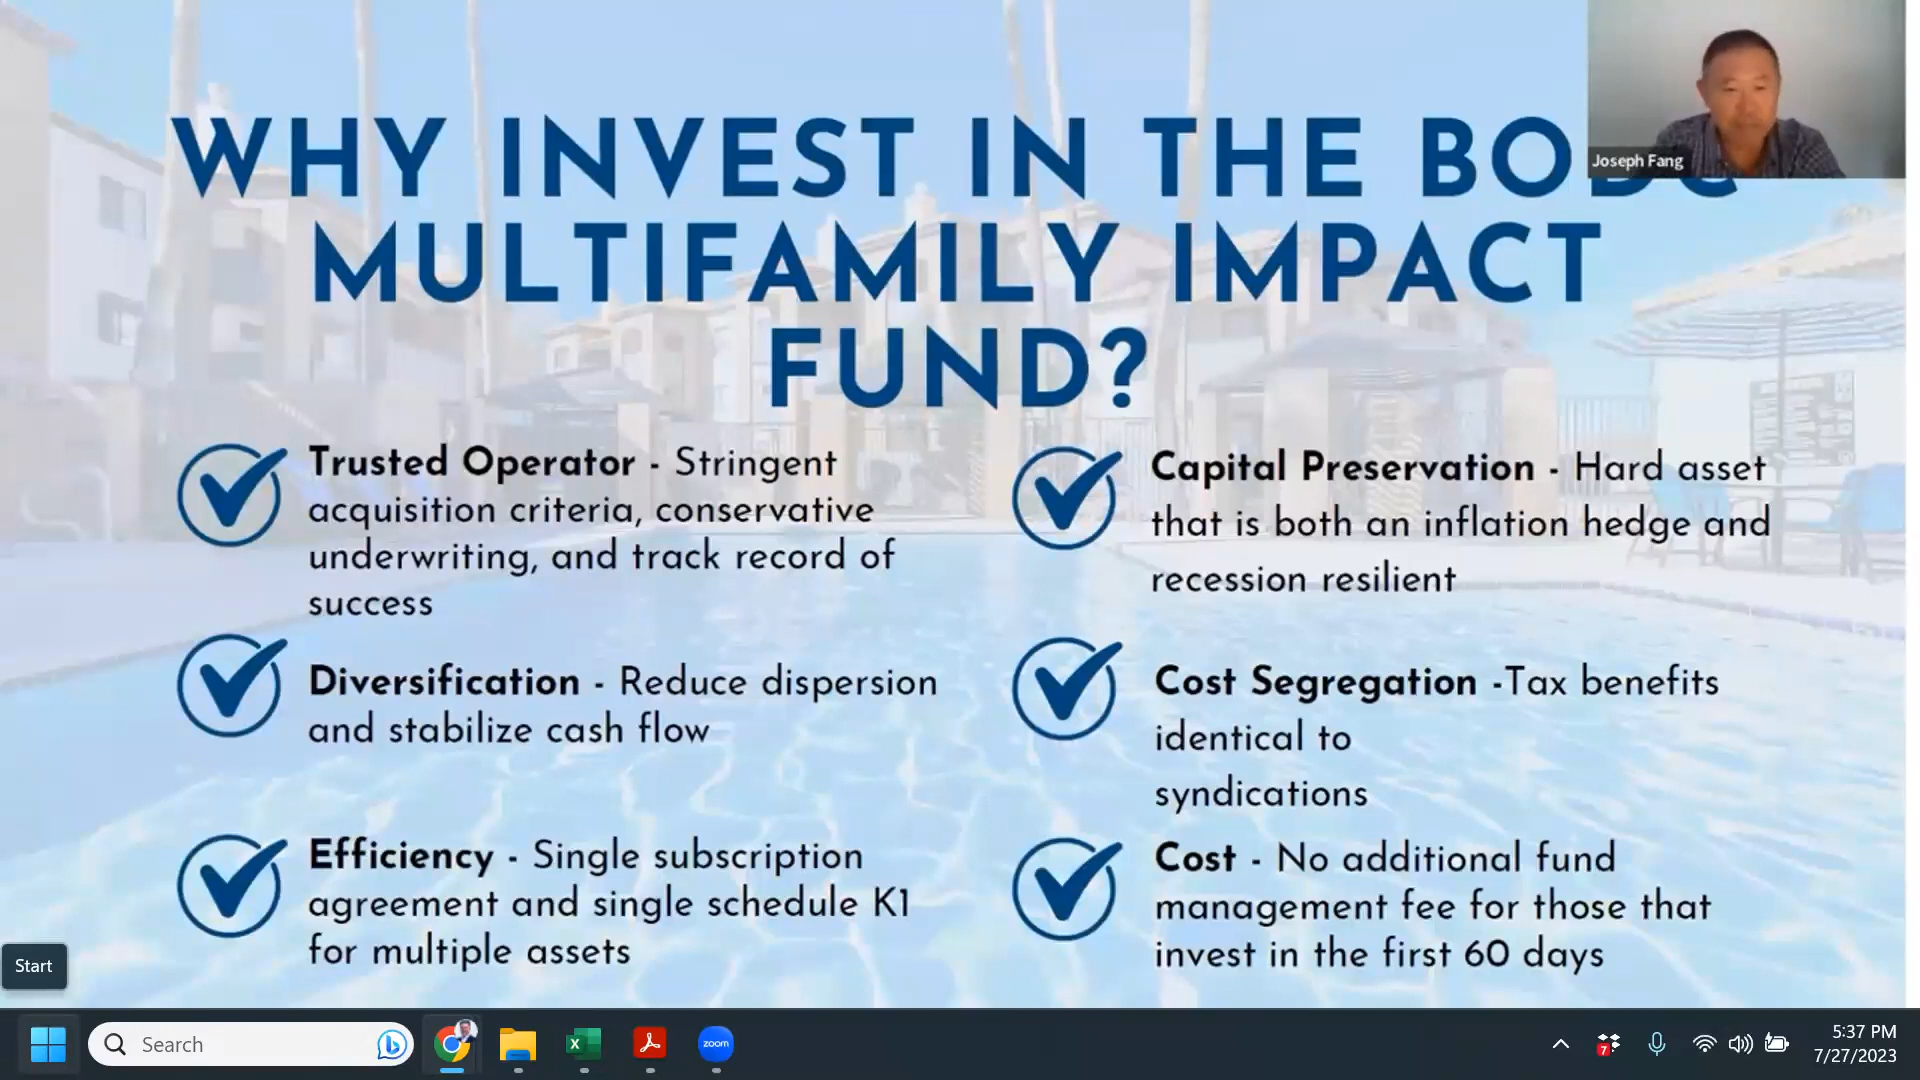 WHY INVEST IN THE
MULTIFAMILY IMPACT
FUND?
Joseph Fang
Trusted Operator - Stringent
acquisition criteria, conservative
underwriting, and track record of
success
Capital Preservation - Hard asset
that is both an inflation hedge and
recession resilient
Diversification - Reduce dispersion
and stabilize cash flow
Cost Segregation -Tax benefits
identical to
syndications
Efficiency - Single subscription
agreement and single schedule K1
for multiple assets
Cost - No additional fund
management fee for those that
invest in the first 60 days
Start
Search
zoom
7
5:37 PM
7/27/2023